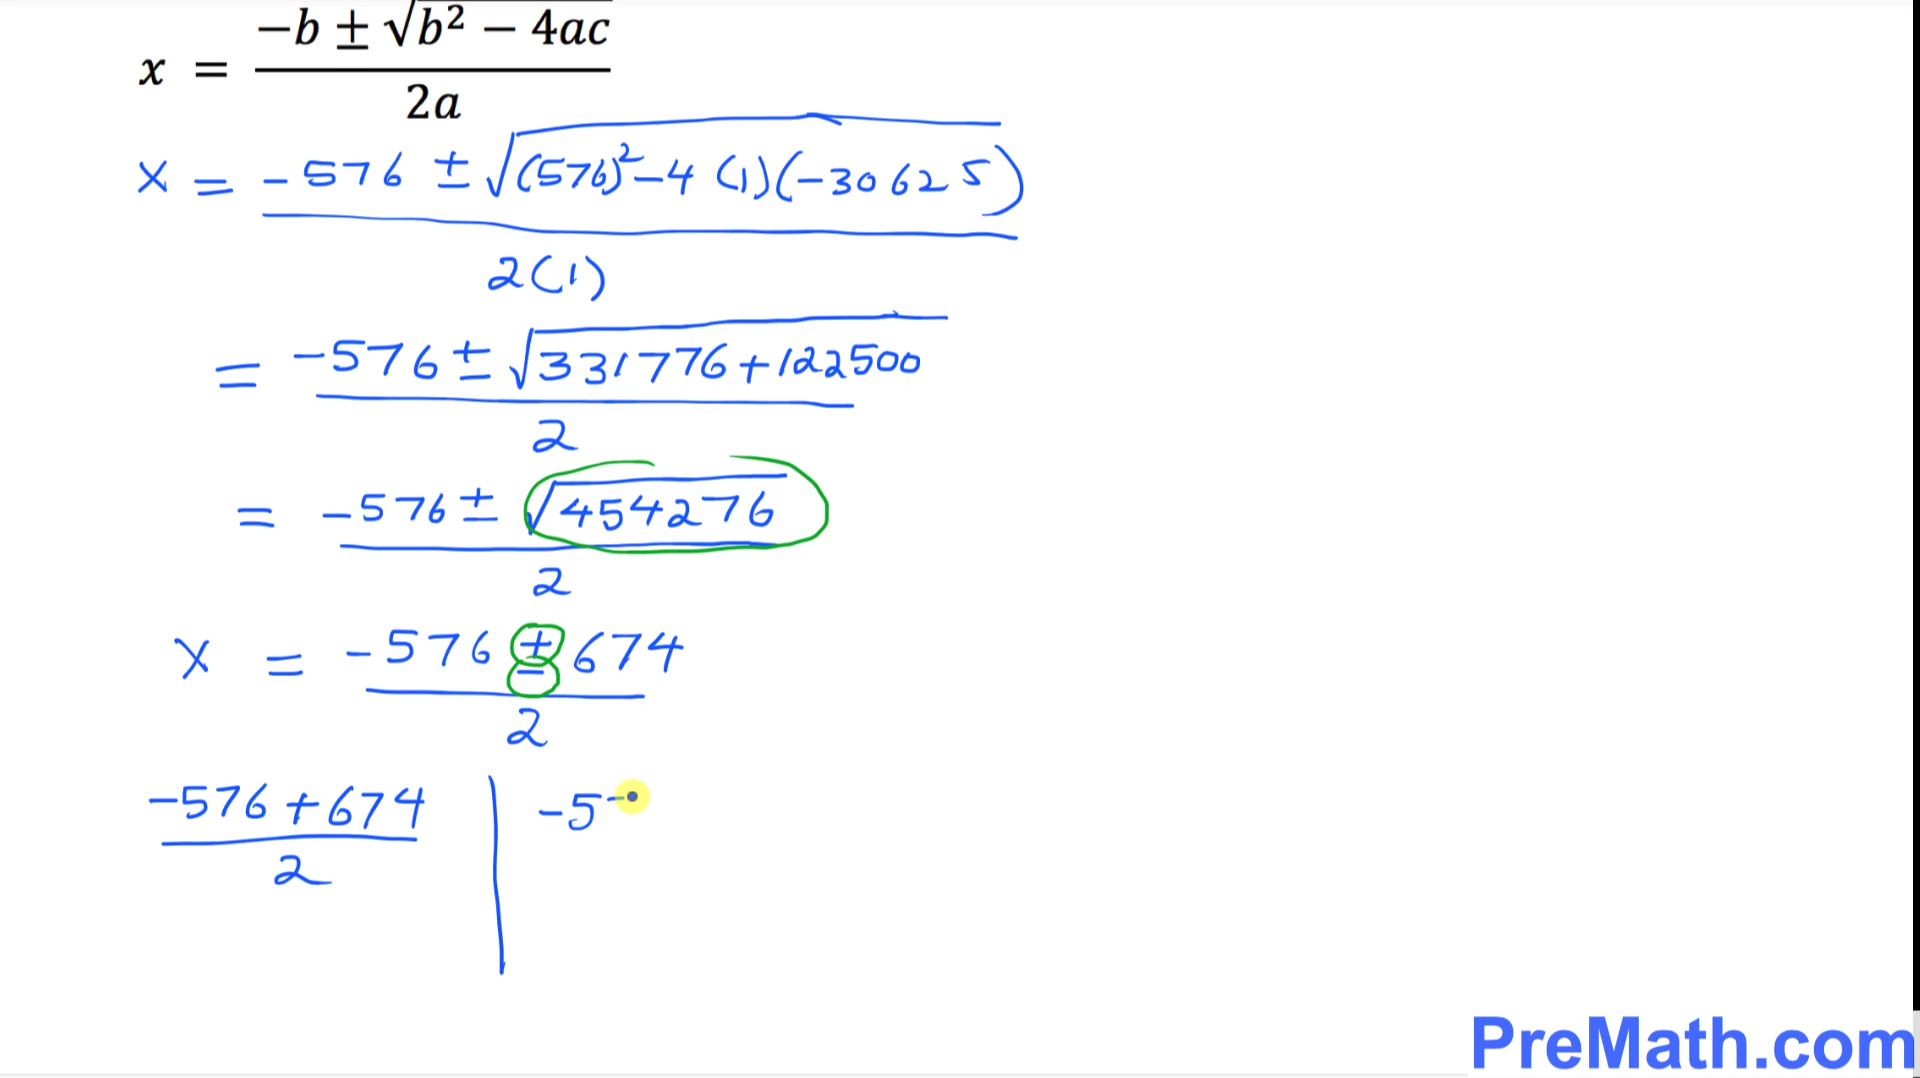 x = (-b ± √(b² − 4ac)) / 2a
x = (-576 ± √((576)²-4(1)(-30625))) / 2(1)
= (-576 ± √(331776+122500)) / 2
= (-576 ± √454276) / 2
x = (-576 ± 674) / 2
(-576+674) / 2 | -5
PreMath.com